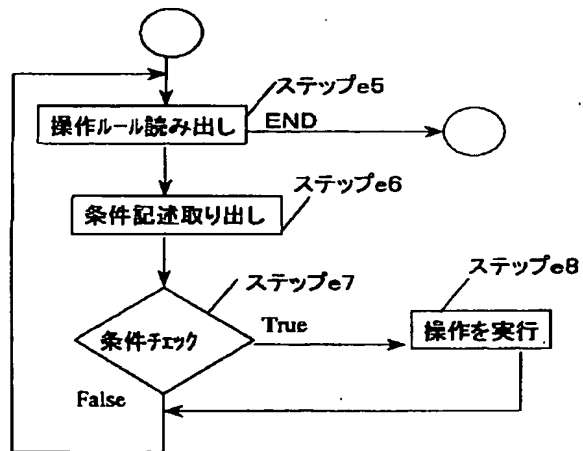 ステップe5
操作ルール読み出し
END
ステップe6
条件記述取り出し
ステップe7
ステップe8
条件チェック
True
操作を実行
False